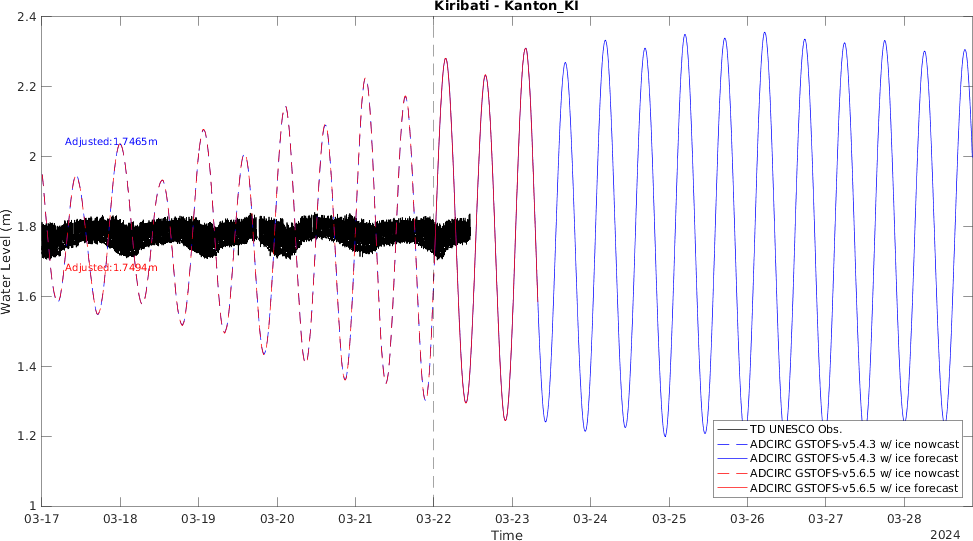 Kiribati - Kanton_KI
Water Level (m)
2.4
2.2
2
1.8
1.6
1.4
1.2
1
Adjusted:1.7465m
Adjusted:1.7494m
TD UNESCO Obs.
ADCIRC GSTOFS-v5.4.3 w/ ice nowcast
ADCIRC GSTOFS-v5.4.3 w/ ice forecast
ADCIRC GSTOFS-v5.6.5 w/ ice nowcast
ADCIRC GSTOFS-v5.6.5 w/ ice forecast
03-17 03-18 03-19 03-20 03-21 03-22 03-23 03-24 03-25 03-26 03-27 03-28
Time
2024